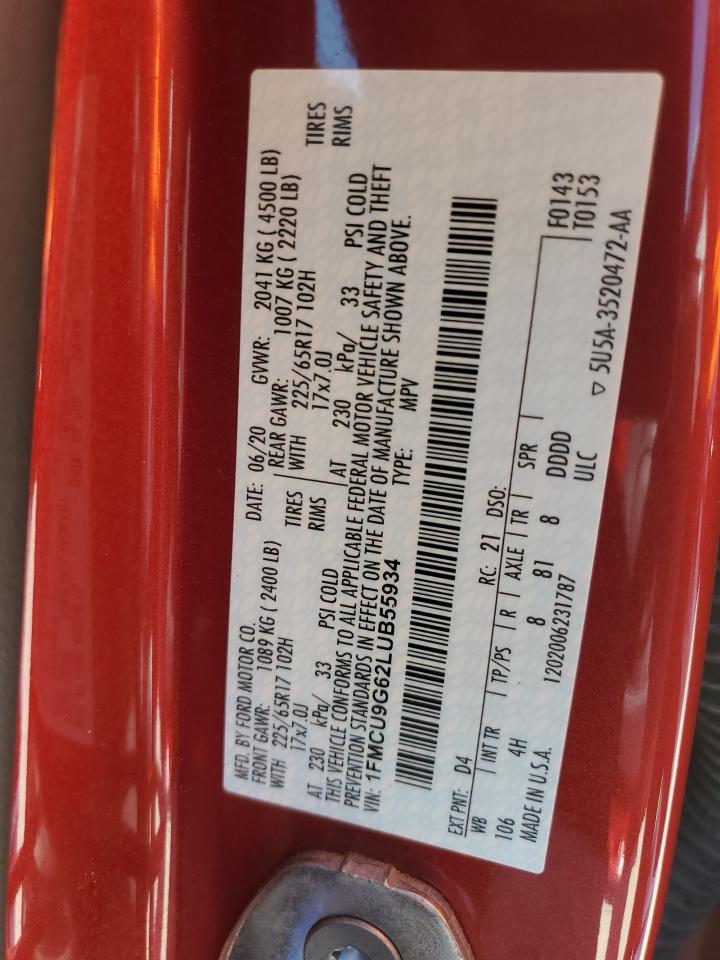 MFD. BY FORD MOTOR CO. DATE: 06/20 GVWR: 2041 KG ( 4500 LB)
FRONT GAWR: 1089 KG ( 2400 LB) REAR GAWR: 1007 KG ( 2220 LB)
WITH 225/65R17 102H TIRES WITH 225/65R17 102H TIRES
17x7.0J RIMS 17x7.0J RIMS
AT 230 kPa/ 33 PSI COLD AT 230 kPa/ 33 PSI COLD
THIS VEHICLE CONFORMS TO ALL APPLICABLE FEDERAL MOTOR VEHICLE SAFETY AND THEFT
PREVENTION STANDARDS IN EFFECT ON THE DATE OF MANUFACTURE SHOWN ABOVE.
VIN: 1FMCU9G62LUB55934 TYPE: MPV
EXT PNT: D4 RC: 21 DSO:
WB INT TR TP/PS R AXLE TR SPR F0143
106 4H 8 81 8 DDDD T0153
MADE IN U.S.A. 1202006231787 ULC ▽ 5U5A-3520472-AA